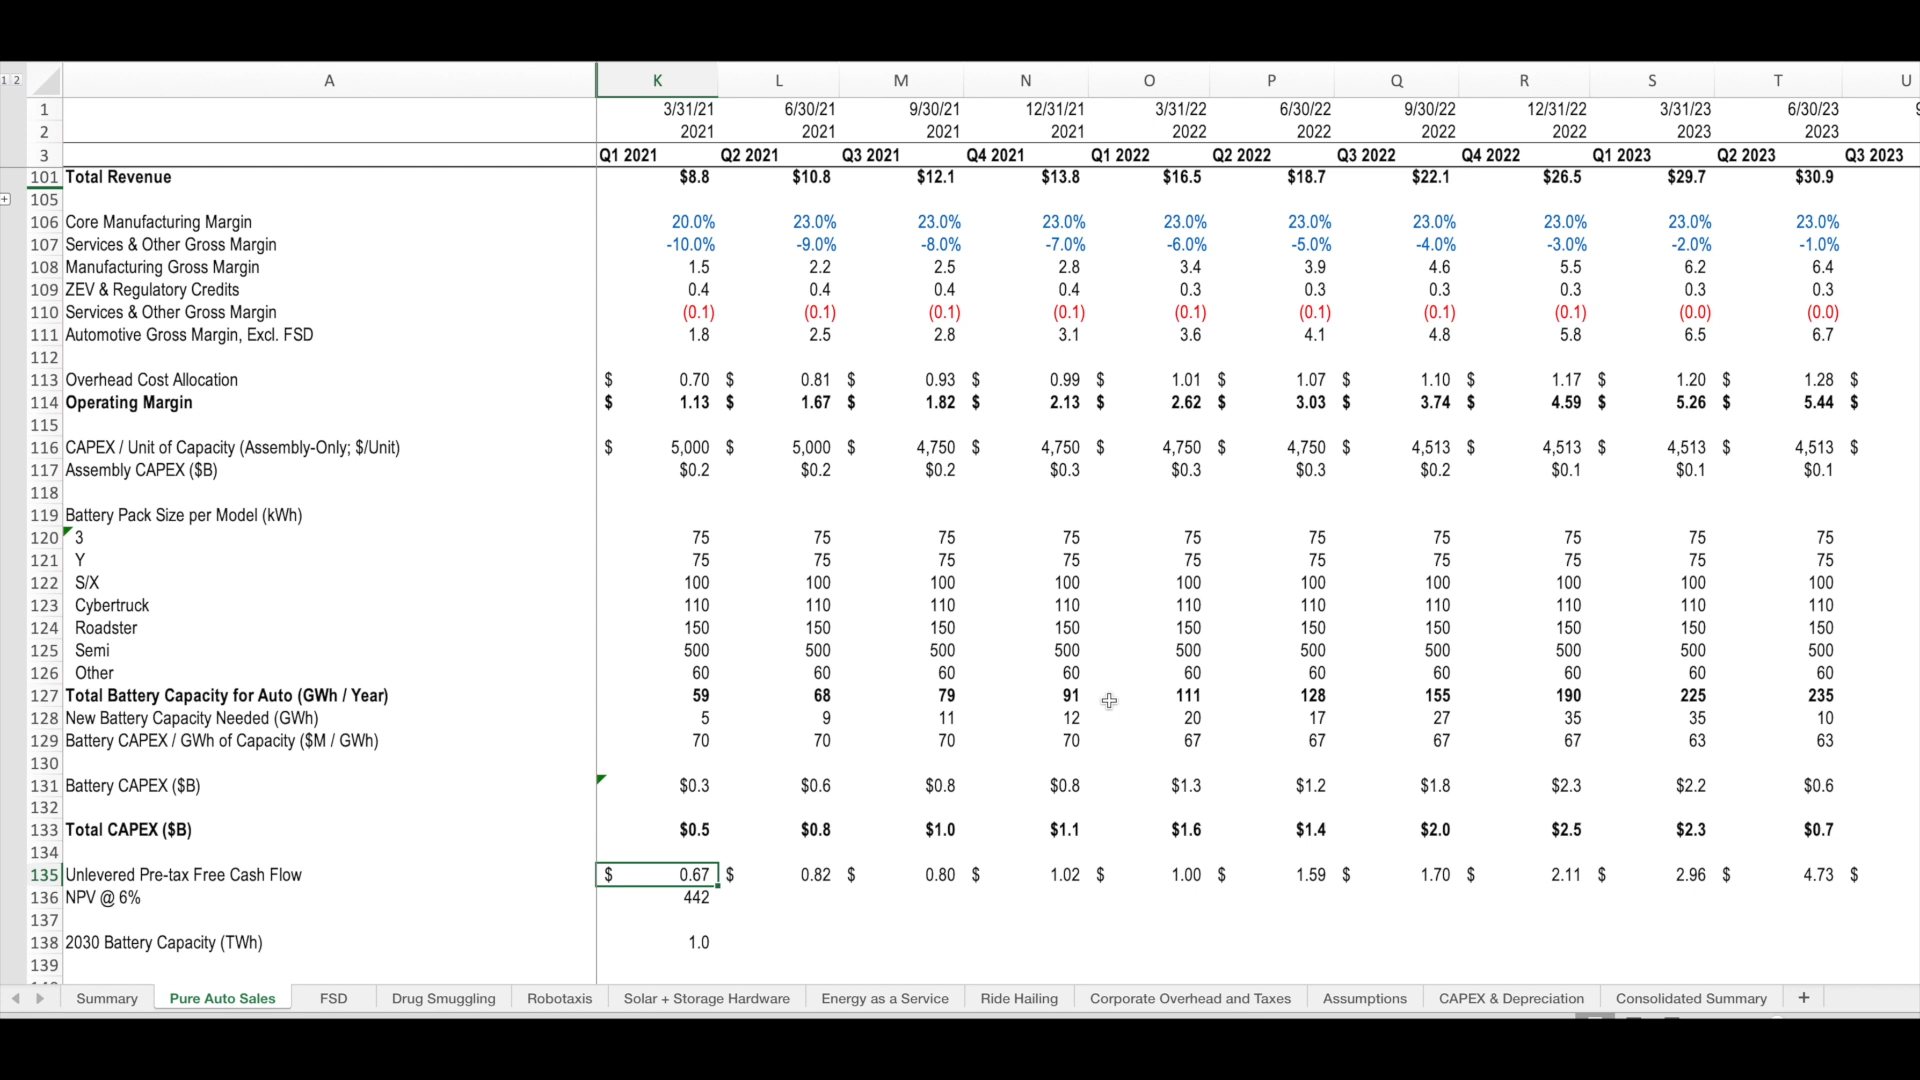 1 2 A K L M N O P Q R S T U
1 3/31/21 6/30/21 9/30/21 12/31/21 3/31/22 6/30/22 9/30/22 12/31/22 3/31/23 6/30/23
2 2021 2021 2021 2021 2022 2022 2022 2022 2023 2023
3 Q1 2021 Q2 2021 Q3 2021 Q4 2021 Q1 2022 Q2 2022 Q3 2022 Q4 2022 Q1 2023 Q2 2023 Q3 2023
101 Total Revenue $8.8 $10.8 $12.1 $13.8 $16.5 $18.7 $22.1 $26.5 $29.7 $30.9
105
106 Core Manufacturing Margin 20.0% 23.0% 23.0% 23.0% 23.0% 23.0% 23.0% 23.0% 23.0% 23.0%
107 Services & Other Gross Margin -10.0% -9.0% -8.0% -7.0% -6.0% -5.0% -4.0% -3.0% -2.0% -1.0%
108 Manufacturing Gross Margin 1.5 2.2 2.5 2.8 3.4 3.9 4.6 5.5 6.2 6.4
109 ZEV & Regulatory Credits 0.4 0.4 0.4 0.4 0.3 0.3 0.3 0.3 0.3 0.3
110 Services & Other Gross Margin (0.1) (0.1) (0.1) (0.1) (0.1) (0.1) (0.1) (0.1) (0.0) (0.0)
111 Automotive Gross Margin, Excl. FSD 1.8 2.5 2.8 3.1 3.6 4.1 4.8 5.8 6.5 6.7
112
113 Overhead Cost Allocation $ 0.70 $ 0.81 $ 0.93 $ 0.99 $ 1.01 $ 1.07 $ 1.10 $ 1.17 $ 1.20 $ 1.28 $
114 Operating Margin $ 1.13 $ 1.67 $ 1.82 $ 2.13 $ 2.62 $ 3.03 $ 3.74 $ 4.59 $ 5.26 $ 5.44 $
115
116 CAPEX / Unit of Capacity (Assembly-Only; $/Unit) $ 5,000 $ 5,000 $ 4,750 $ 4,750 $ 4,750 $ 4,750 $ 4,513 $ 4,513 $ 4,513 $ 4,513 $
117 Assembly CAPEX ($B) $0.2 $0.2 $0.2 $0.3 $0.3 $0.3 $0.2 $0.1 $0.1 $0.1
118
119 Battery Pack Size per Model (kWh)
120 3 75 75 75 75 75 75 75 75 75 75
121 Y 75 75 75 75 75 75 75 75 75 75
122 S/X 100 100 100 100 100 100 100 100 100 100
123 Cybertruck 110 110 110 110 110 110 110 110 110 110
124 Roadster 150 150 150 150 150 150 150 150 150 150
125 Semi 500 500 500 500 500 500 500 500 500 500
126 Other 60 60 60 60 60 60 60 60 60 60
127 Total Battery Capacity for Auto (GWh / Year) 59 68 79 91 111 128 155 190 225 235
128 New Battery Capacity Needed (GWh) 5 9 11 12 20 17 27 35 35 10
129 Battery CAPEX / GWh of Capacity ($M / GWh) 70 70 70 70 67 67 67 67 63 63
130
131 Battery CAPEX ($B) $0.3 $0.6 $0.8 $0.8 $1.3 $1.2 $1.8 $2.3 $2.2 $0.6
132
133 Total CAPEX ($B) $0.5 $0.8 $1.0 $1.1 $1.6 $1.4 $2.0 $2.5 $2.3 $0.7
134
135 Unlevered Pre-tax Free Cash Flow $ 0.67 $ 0.82 $ 0.80 $ 1.02 $ 1.00 $ 1.59 $ 1.70 $ 2.11 $ 2.96 $ 4.73 $
136 NPV @ 6% 442
137
138 2030 Battery Capacity (TWh) 1.0
139
Summary Pure Auto Sales FSD Drug Smuggling Robotaxis Solar + Storage Hardware Energy as a Service Ride Hailing Corporate Overhead and Taxes Assumptions CAPEX & Depreciation Consolidated Summary +